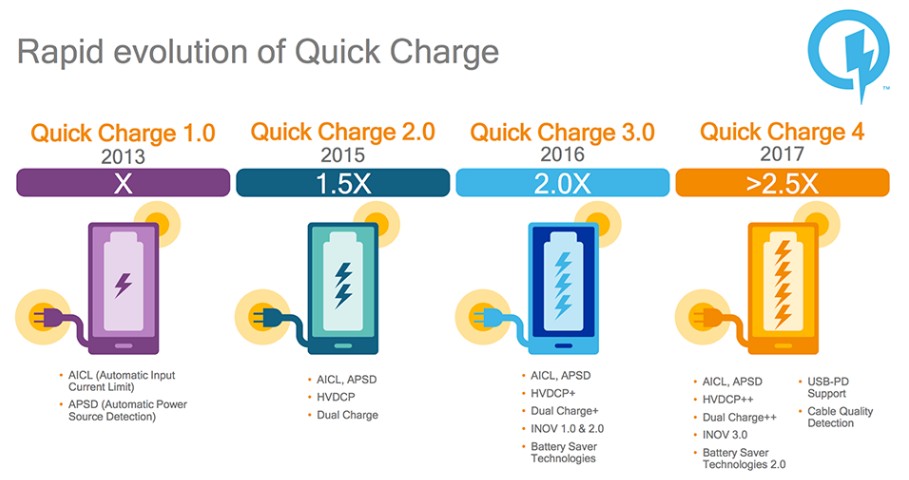 Rapid evolution of Quick Charge
TM
Quick Charge 1.0
2013
X
• AICL (Automatic Input
Current Limit)
• APSD (Automatic Power
Source Detection)
Quick Charge 2.0
2015
1.5X
• AICL, APSD
• HVDCP
• Dual Charge
Quick Charge 3.0
2016
2.0X
• AICL, APSD
• HVDCP+
• Dual Charge+
• INOV 1.0 & 2.0
• Battery Saver
Technologies
Quick Charge 4
2017
>2.5X
• AICL, APSD
• HVDCP++
• Dual Charge++
• INOV 3.0
• Battery Saver
Technologies 2.0
• USB-PD
Support
• Cable Quality
Detection